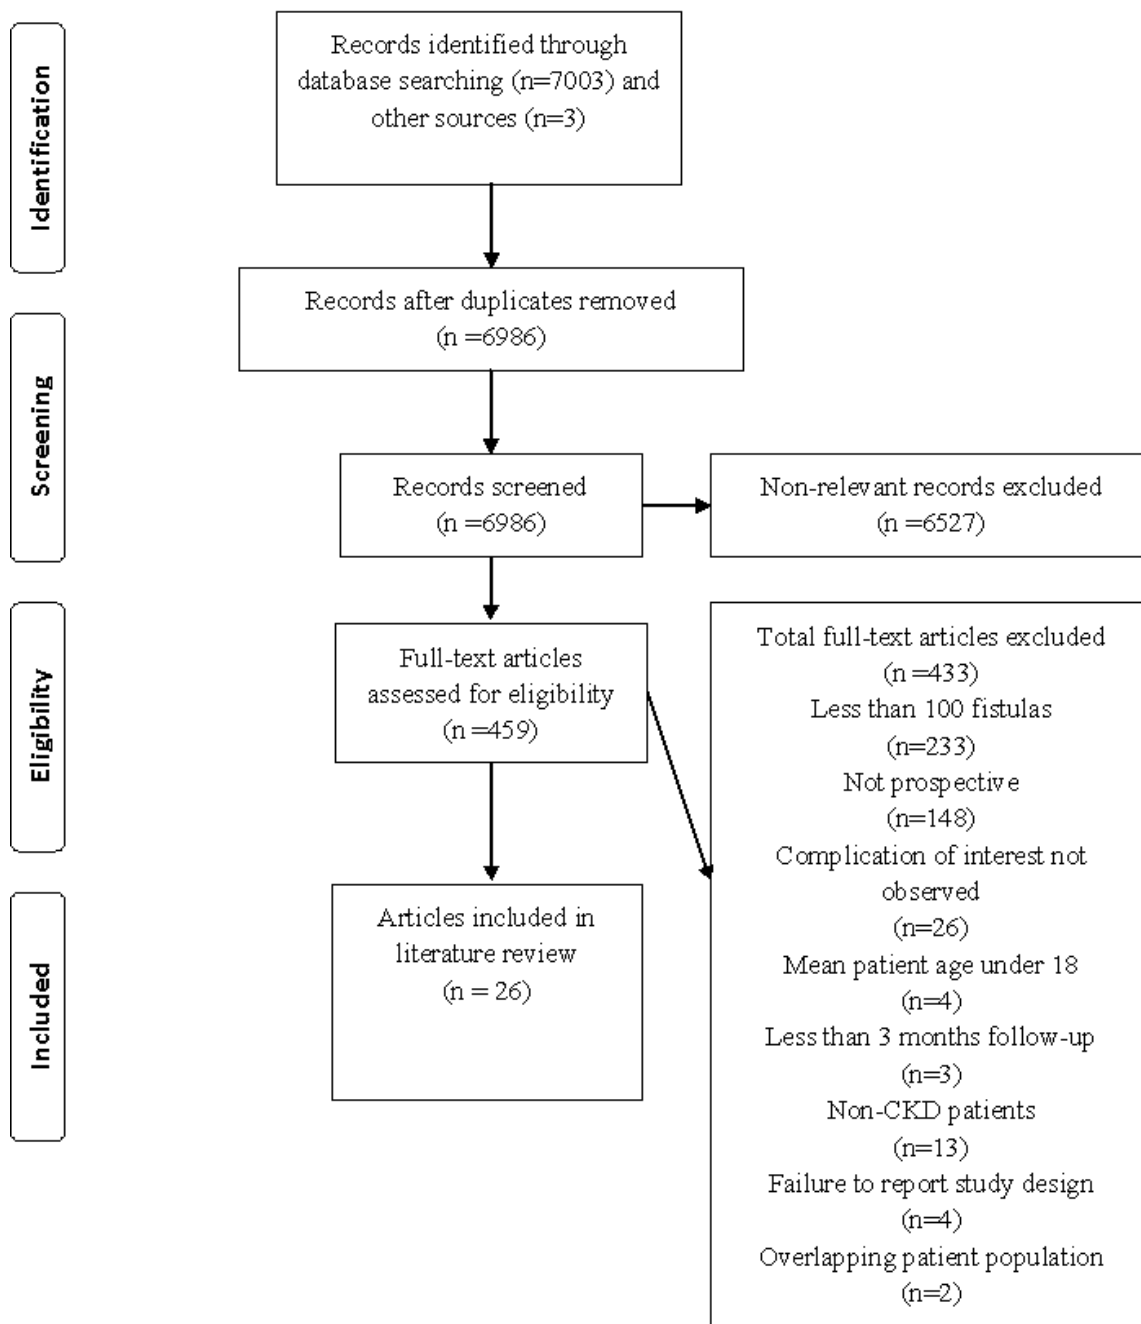 Identification
Records identified through
database searching (n=7003) and
other sources (n=3)
Records after duplicates removed
(n =6986)
Screening
Records screened
(n =6986)
Non-relevant records excluded
(n =6527)
Eligibility
Full-text articles
assessed for eligibility
(n =459)
Total full-text articles excluded
(n =433)
Less than 100 fistulas
(n=233)
Not prospective
(n=148)
Complication of interest not
observed
(n=26)
Mean patient age under 18
(n=4)
Less than 3 months follow-up
(n=3)
Non-CKD patients
(n=13)
Failure to report study design
(n=4)
Overlapping patient population
(n=2)
Included
Articles included in
literature review
(n = 26)